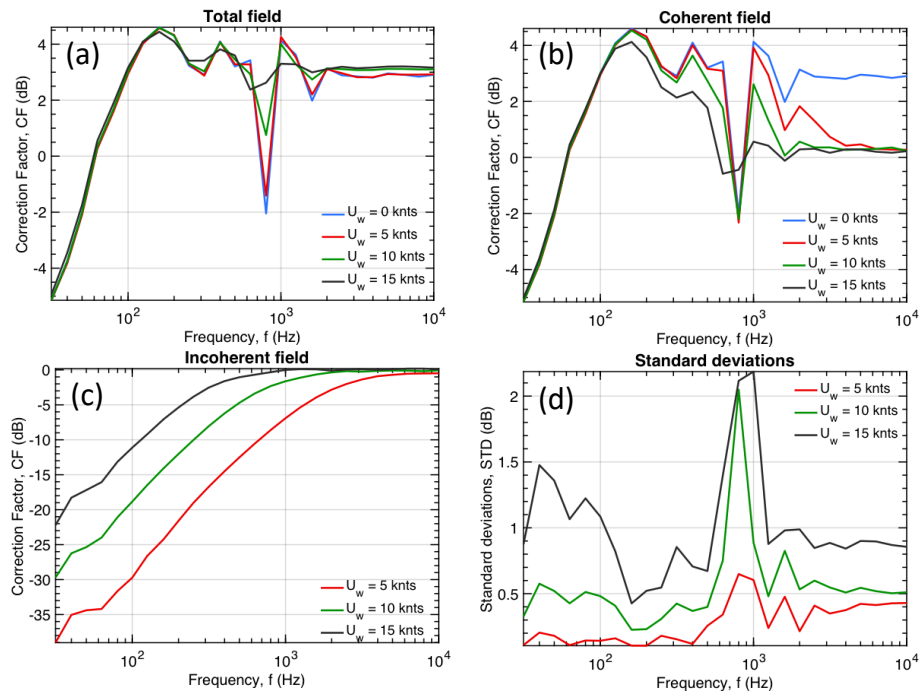 Total field
(a)
Correction Factor, CF (dB)
4
2
0
-2
-4
U_w = 0 knts
U_w = 5 knts
U_w = 10 knts
U_w = 15 knts
10^2
10^3
10^4
Frequency, f (Hz)
Coherent field
(b)
Correction Factor, CF (dB)
4
2
0
-2
-4
U_w = 0 knts
U_w = 5 knts
U_w = 10 knts
U_w = 15 knts
10^2
10^3
10^4
Frequency, f (Hz)
Incoherent field
(c)
Correction Factor, CF (dB)
0
-5
-10
-15
-20
-25
-30
-35
U_w = 5 knts
U_w = 10 knts
U_w = 15 knts
10^2
10^3
10^4
Frequency, f (Hz)
Standard deviations
(d)
Standard deviations, STD (dB)
2
1.5
1
0.5
U_w = 5 knts
U_w = 10 knts
U_w = 15 knts
10^2
10^3
10^4
Frequency, f (Hz)